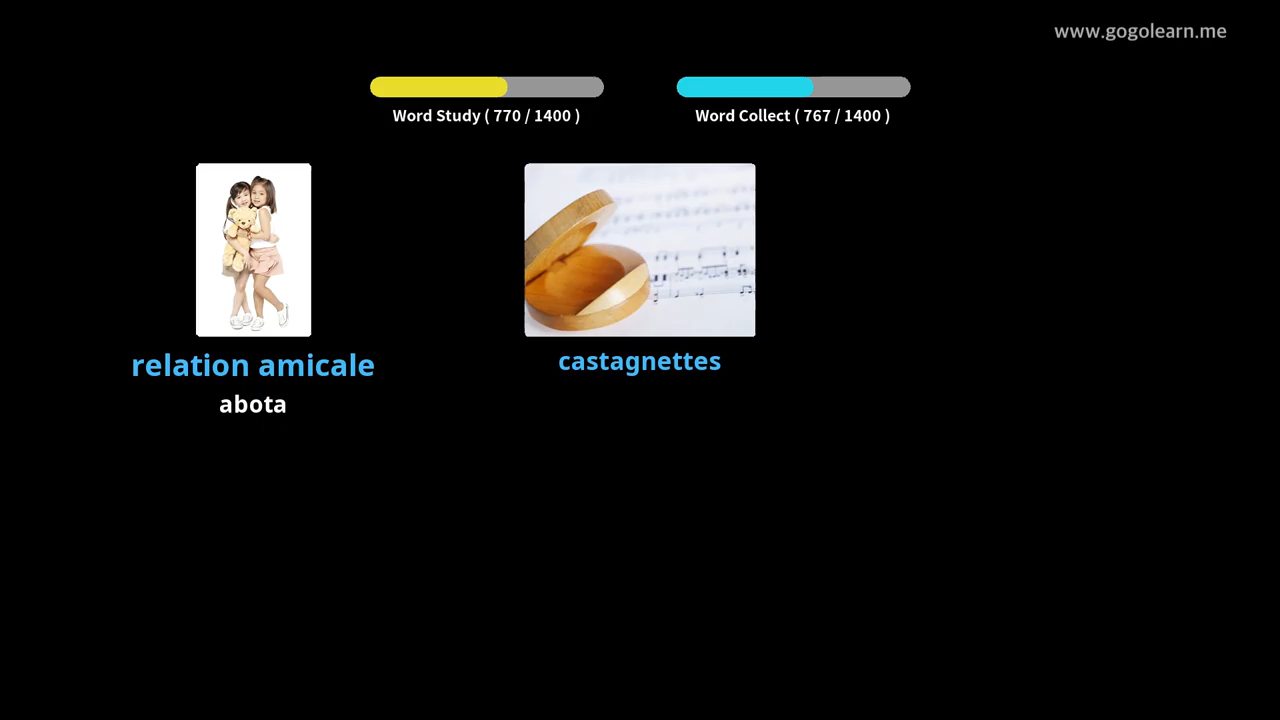 www.gogolearn.me
Word Study ( 770 / 1400 )
Word Collect ( 767 / 1400 )
relation amicale
abota
castagnettes